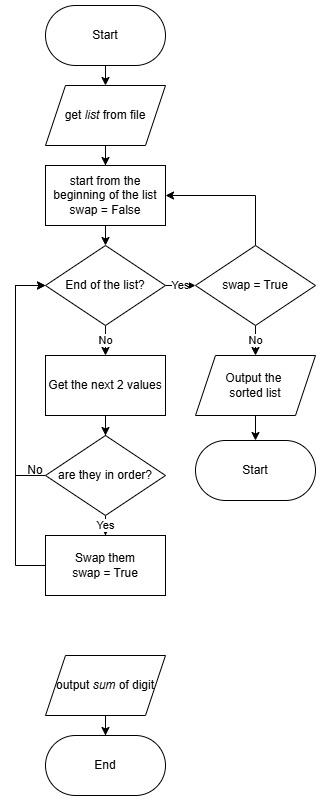 Start
get list from file
start from the
beginning of the list
swap = False
End of the list?
Yes
swap = True
No
No
Get the next 2 values
Output the
sorted list
are they in order?
No
Start
Yes
Swap them
swap = True
output sum of digit
End